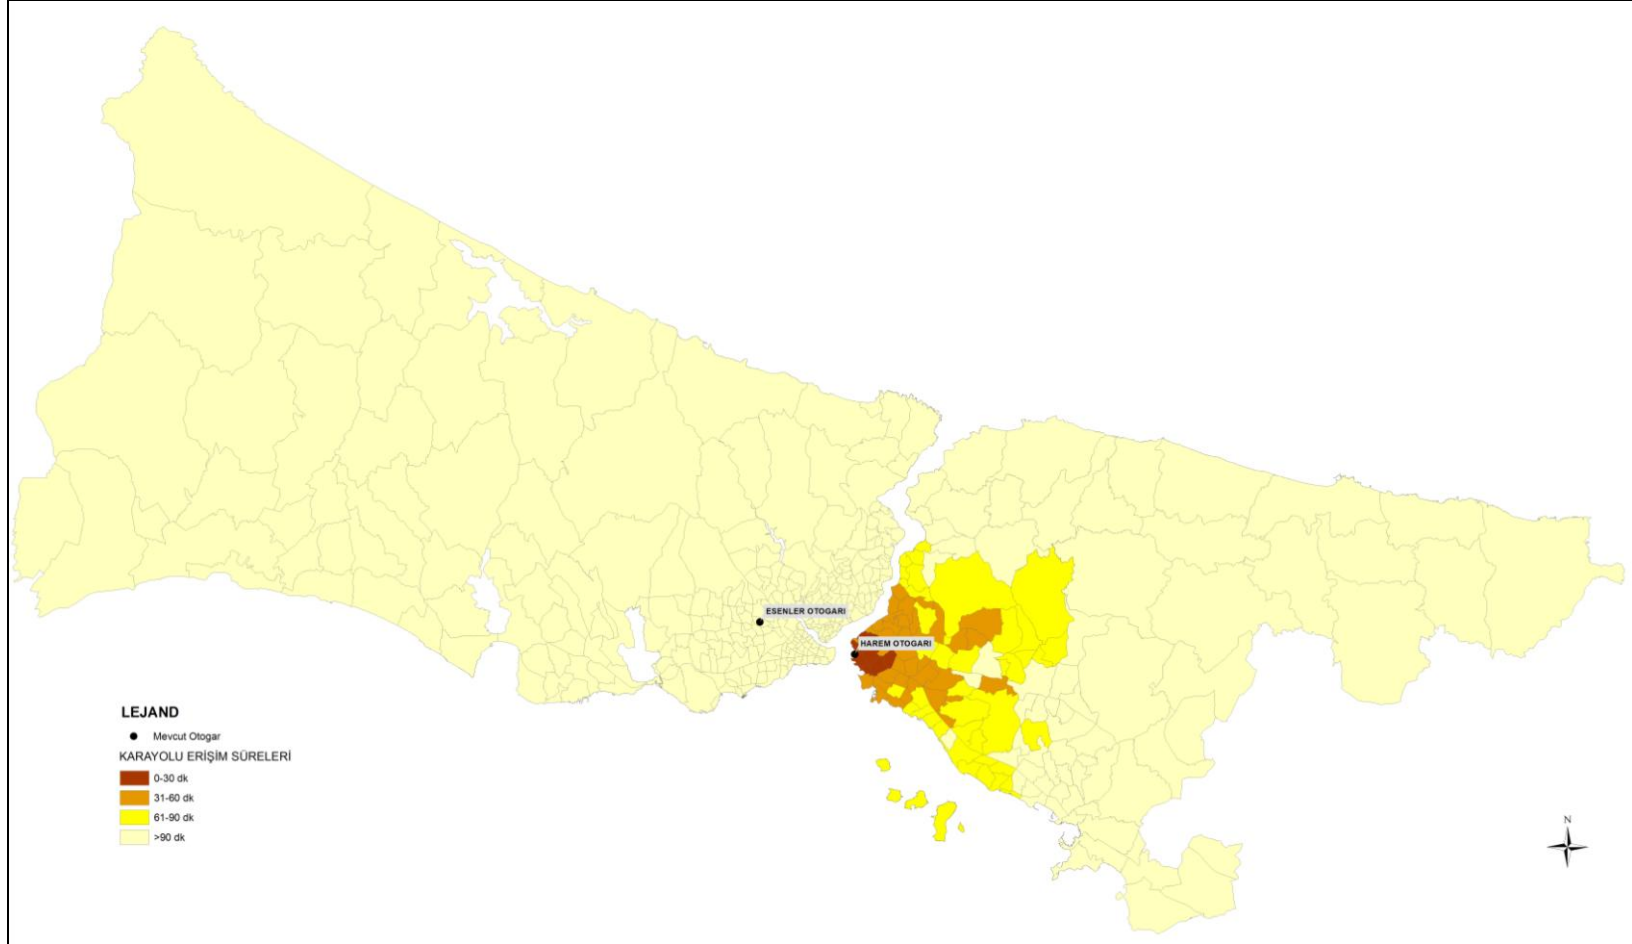 ESENLER OTOGARI
HAREM OTOGARI
LEJAND
Mevcut Otogar
KARAYOLU ERİŞİM SÜRELERİ
0-30 dk
31-60 dk
61-90 dk
>90 dk
N